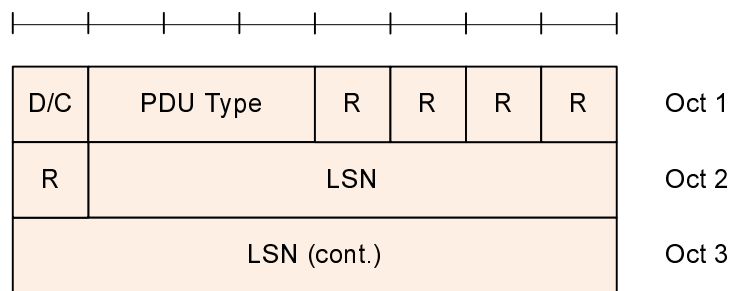 D/C PDU Type R R R R Oct 1
R LSN Oct 2
LSN (cont.) Oct 3